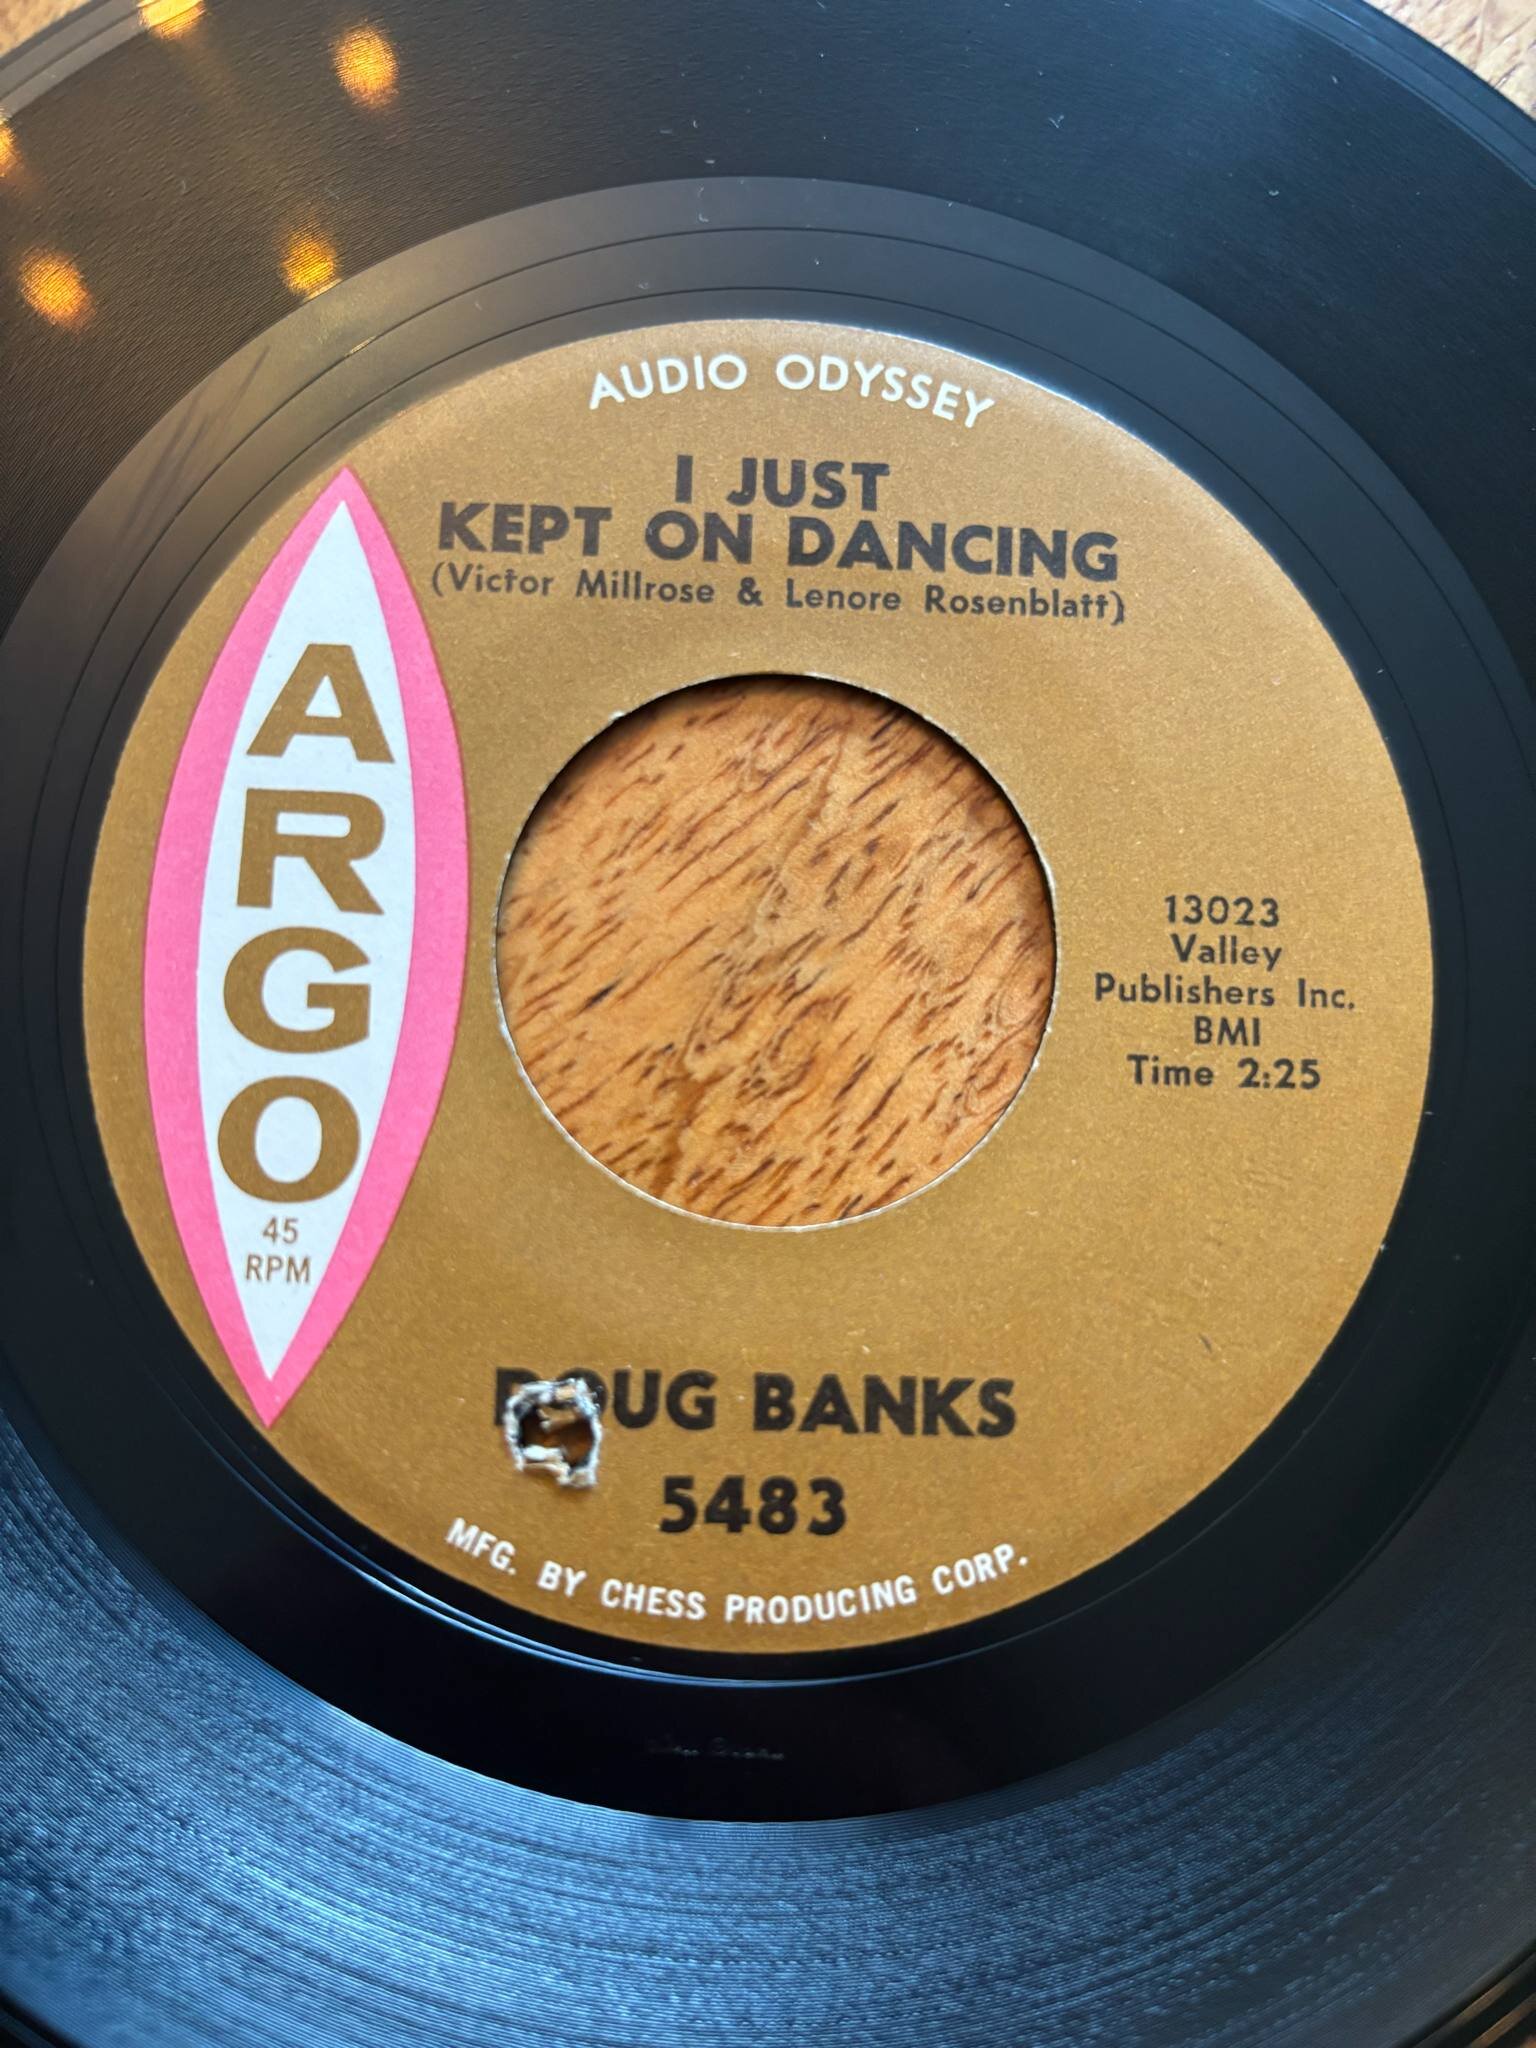 AUDIO ODYSSEY
I JUST
KEPT ON DANCING
(Victor Millrose & Lenore Rosenblatt)
ARGO
45
RPM
13023
Valley
Publishers Inc.
BMI
Time 2:25
DOUG BANKS
5483
MFG. BY CHESS PRODUCING CORP.